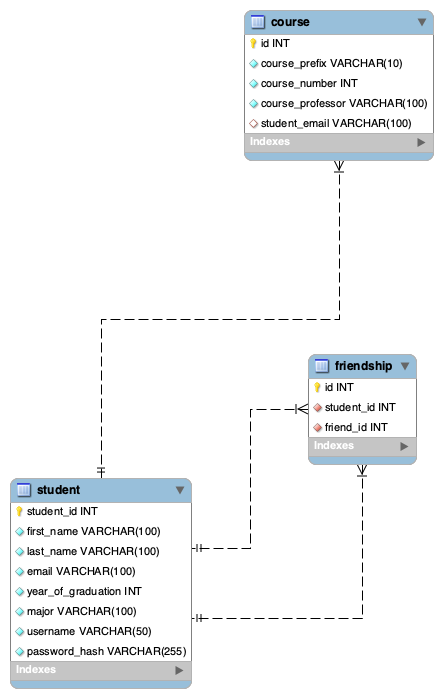 course
id INT
course_prefix VARCHAR(10)
course_number INT
course_professor VARCHAR(100)
student_email VARCHAR(100)
Indexes
friendship
id INT
student_id INT
friend_id INT
Indexes
student
student_id INT
first_name VARCHAR(100)
last_name VARCHAR(100)
email VARCHAR(100)
year_of_graduation INT
major VARCHAR(100)
username VARCHAR(50)
password_hash VARCHAR(255)
Indexes